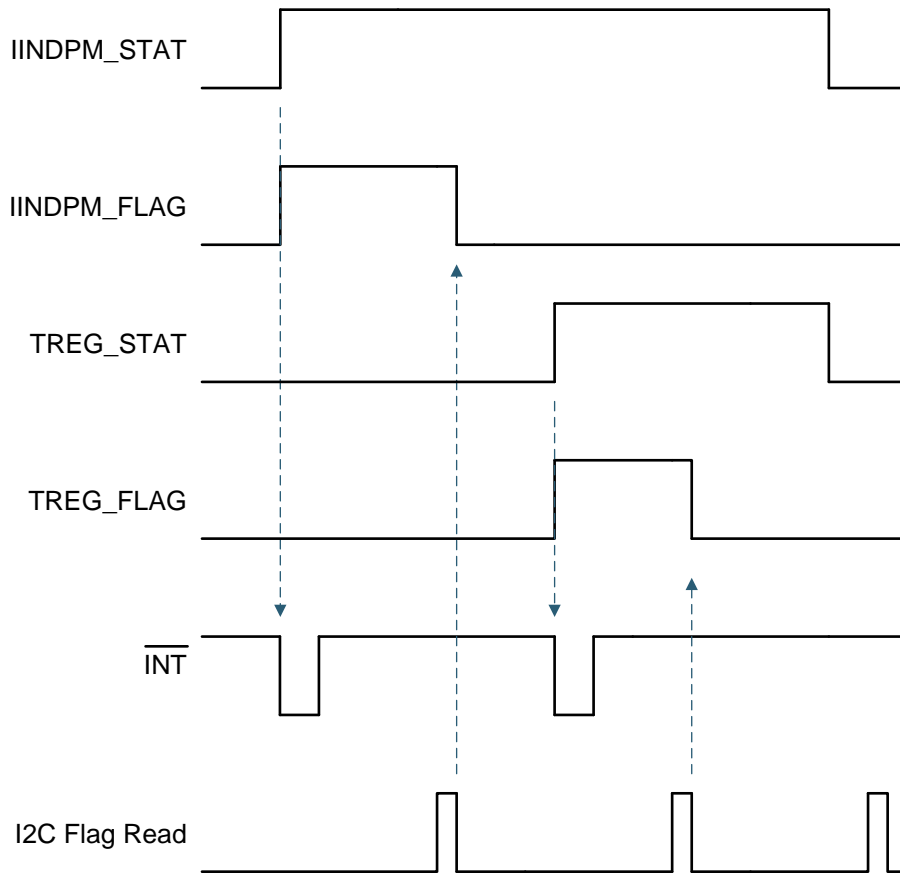 IINDPM_STAT
IINDPM_FLAG
TREG_STAT
TREG_FLAG
INT
I2C Flag Read